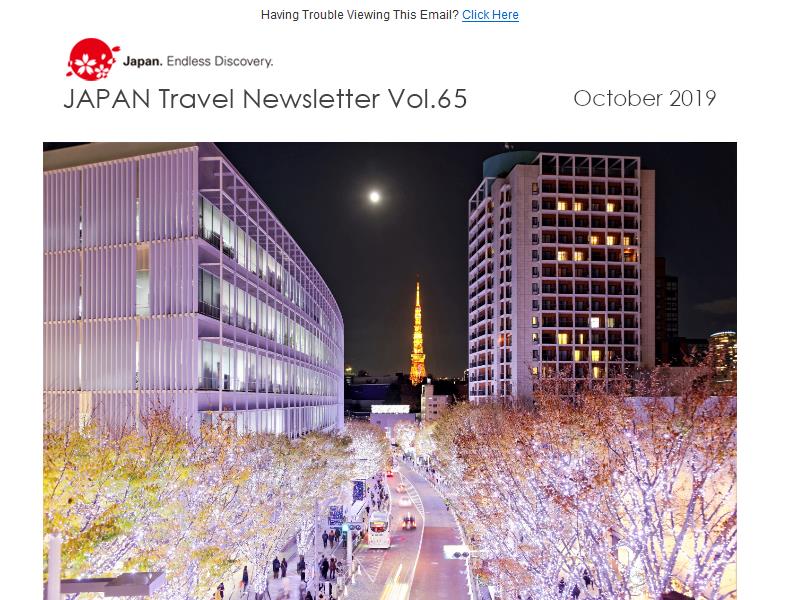 Having Trouble Viewing This Email? Click Here
Japan. Endless Discovery.
JAPAN Travel Newsletter Vol.65
October 2019